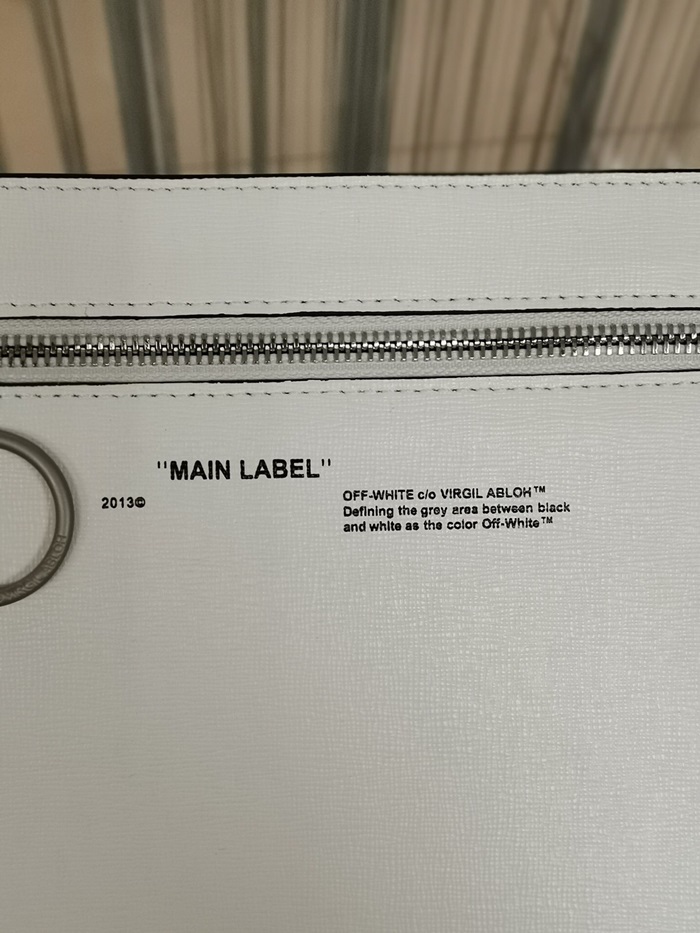 "MAIN LABEL"
2013©
OFF-WHITE c/o VIRGIL ABLOH™
Defining the grey area between black
and white as the color Off-White™